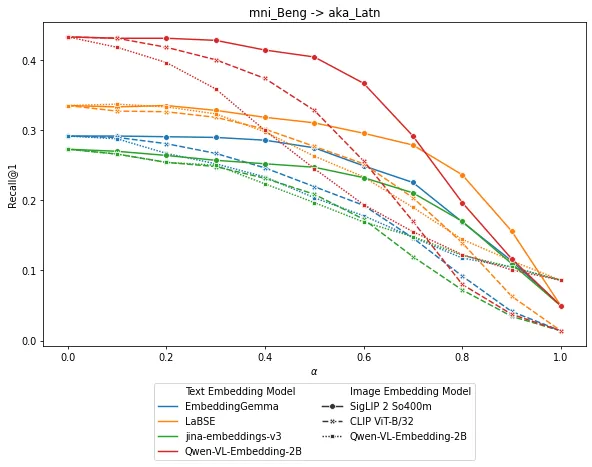 mni_Beng -> aka_Latn
Recall@1
0.4
0.3
0.2
0.1
0.0
0.0 0.2 0.4 0.6 0.8 1.0
α
Text Embedding Model Image Embedding Model
EmbeddingGemma SigLIP 2 So400m
LaBSE CLIP ViT-B/32
jina-embeddings-v3 Qwen-VL-Embedding-2B
Qwen-VL-Embedding-2B